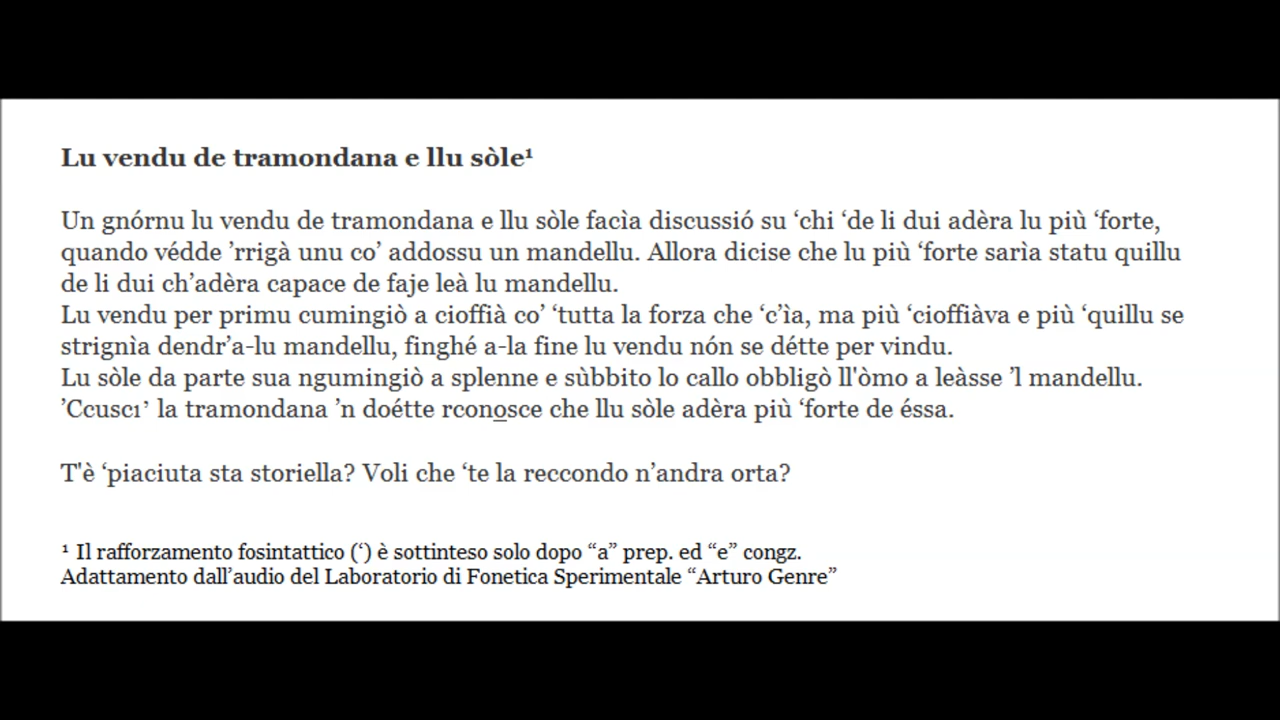 Lu vendu de tramondana e llu sòle¹
Un gnórnu lu vendu de tramondana e llu sòle facìa discussió su ‘chi ‘de li dui adèra lu più ‘forte,
quando védde ’rrigà unu co’ addossu un mandellu. Allora dicise che lu più ‘forte sarìa statu quillu
de li dui ch’adèra capace de faje leà lu mandellu.
Lu vendu per primu cumingiò a cioffià co’ ‘tutta la forza che ‘c’ìa, ma più ‘cioffiàva e più ‘quillu se
strignìa dendr’a-lu mandellu, finghé a-la fine lu vendu nón se détte per vindu.
Lu sòle da parte sua ngumingiò a splenne e sùbbito lo callo obbligò ll'òmo a leàsse ’l mandellu.
’Ccuscı’ la tramondana ’n doétte rconosce che llu sòle adèra più ‘forte de éssa.
T'è ‘piaciuta sta storiella? Voli che ‘te la reccondo n’andra orta?
¹ Il rafforzamento fosintattico (‘) è sottinteso solo dopo “a” prep. ed “e” congz.
Adattamento dall’audio del Laboratorio di Fonetica Sperimentale “Arturo Genre”